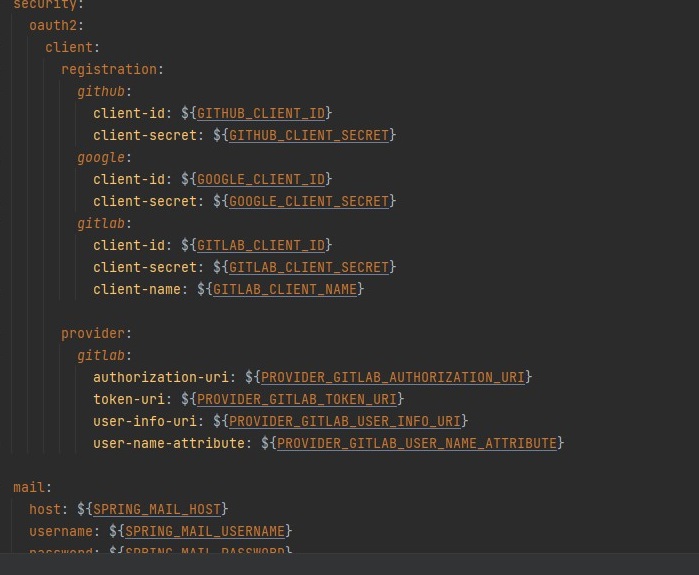 security:
  oauth2:
    client:
      registration:
        github:
          client-id: ${GITHUB_CLIENT_ID}
          client-secret: ${GITHUB_CLIENT_SECRET}
        google:
          client-id: ${GOOGLE_CLIENT_ID}
          client-secret: ${GOOGLE_CLIENT_SECRET}
        gitlab:
          client-id: ${GITLAB_CLIENT_ID}
          client-secret: ${GITLAB_CLIENT_SECRET}
          client-name: ${GITLAB_CLIENT_NAME}

      provider:
        gitlab:
          authorization-uri: ${PROVIDER_GITLAB_AUTHORIZATION_URI}
          token-uri: ${PROVIDER_GITLAB_TOKEN_URI}
          user-info-uri: ${PROVIDER_GITLAB_USER_INFO_URI}
          user-name-attribute: ${PROVIDER_GITLAB_USER_NAME_ATTRIBUTE}

mail:
  host: ${SPRING_MAIL_HOST}
  username: ${SPRING_MAIL_USERNAME}
  password: ${SPRING_MAIL_PASSWORD}